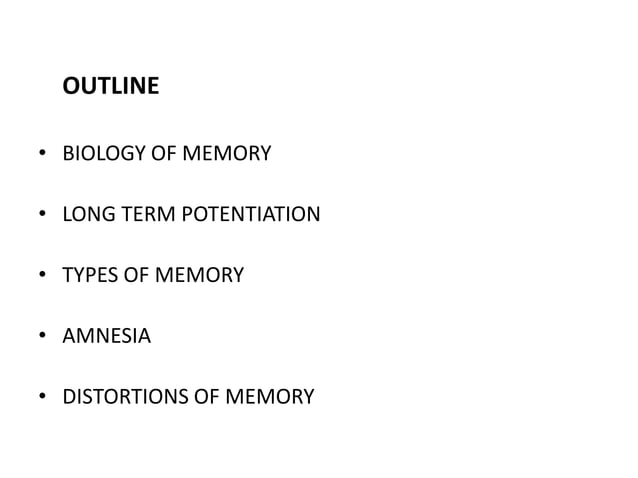 OUTLINE
• BIOLOGY OF MEMORY
• LONG TERM POTENTIATION
• TYPES OF MEMORY
• AMNESIA
• DISTORTIONS OF MEMORY